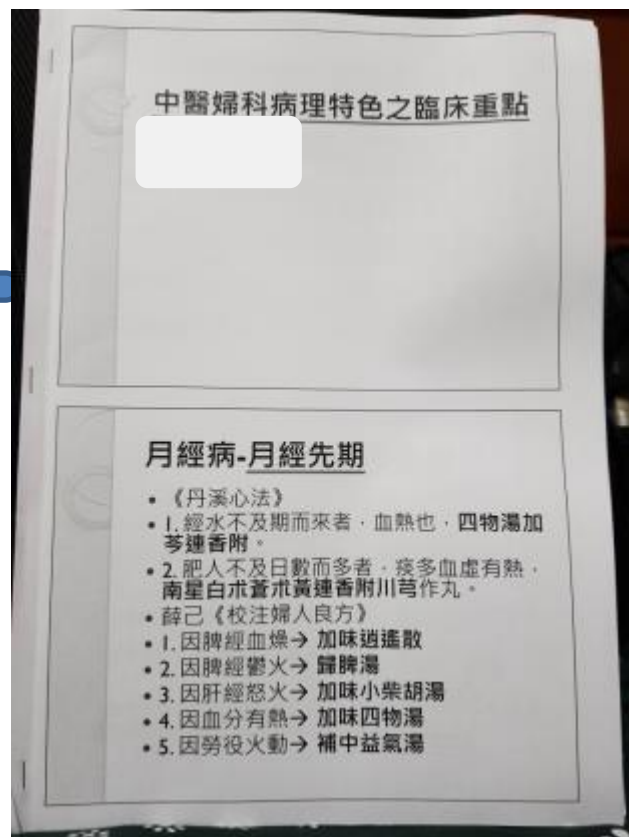 中醫婦科病理特色之臨床重點
月經病-月經先期
• 《丹溪心法》
• 1. 經水不及期而來者，血熱也，四物湯加
芩連香附。
• 2. 肥人不及日數而多者，痰多血虛有熱，
南星白朮蒼朮黃連香附川芎作丸。
• 薛己《校注婦人良方》
• 1. 因脾經血燥→ 加味逍遙散
• 2. 因脾經鬱火→ 歸脾湯
• 3. 因肝經怒火→ 加味小柴胡湯
• 4. 因血分有熱→ 加味四物湯
• 5. 因勞役火動→ 補中益氣湯